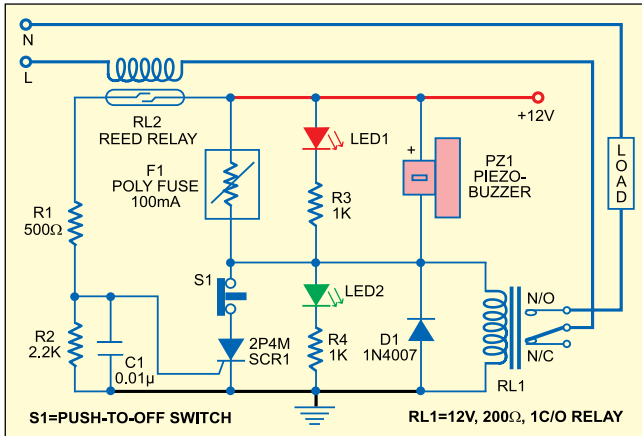 N
L
RL2
REED RELAY
+12V
LED1
F1
POLY FUSE
100mA
+
PZ1
PIEZO-
BUZZER
LOAD
R1
500Ω
R3
1K
S1
LED2
N/O
R2
2.2K
C1
0.01µ
2P4M
SCR1
R4
1K
D1
1N4007
N/C
RL1
S1=PUSH-TO-OFF SWITCH
RL1=12V, 200Ω, 1C/O RELAY